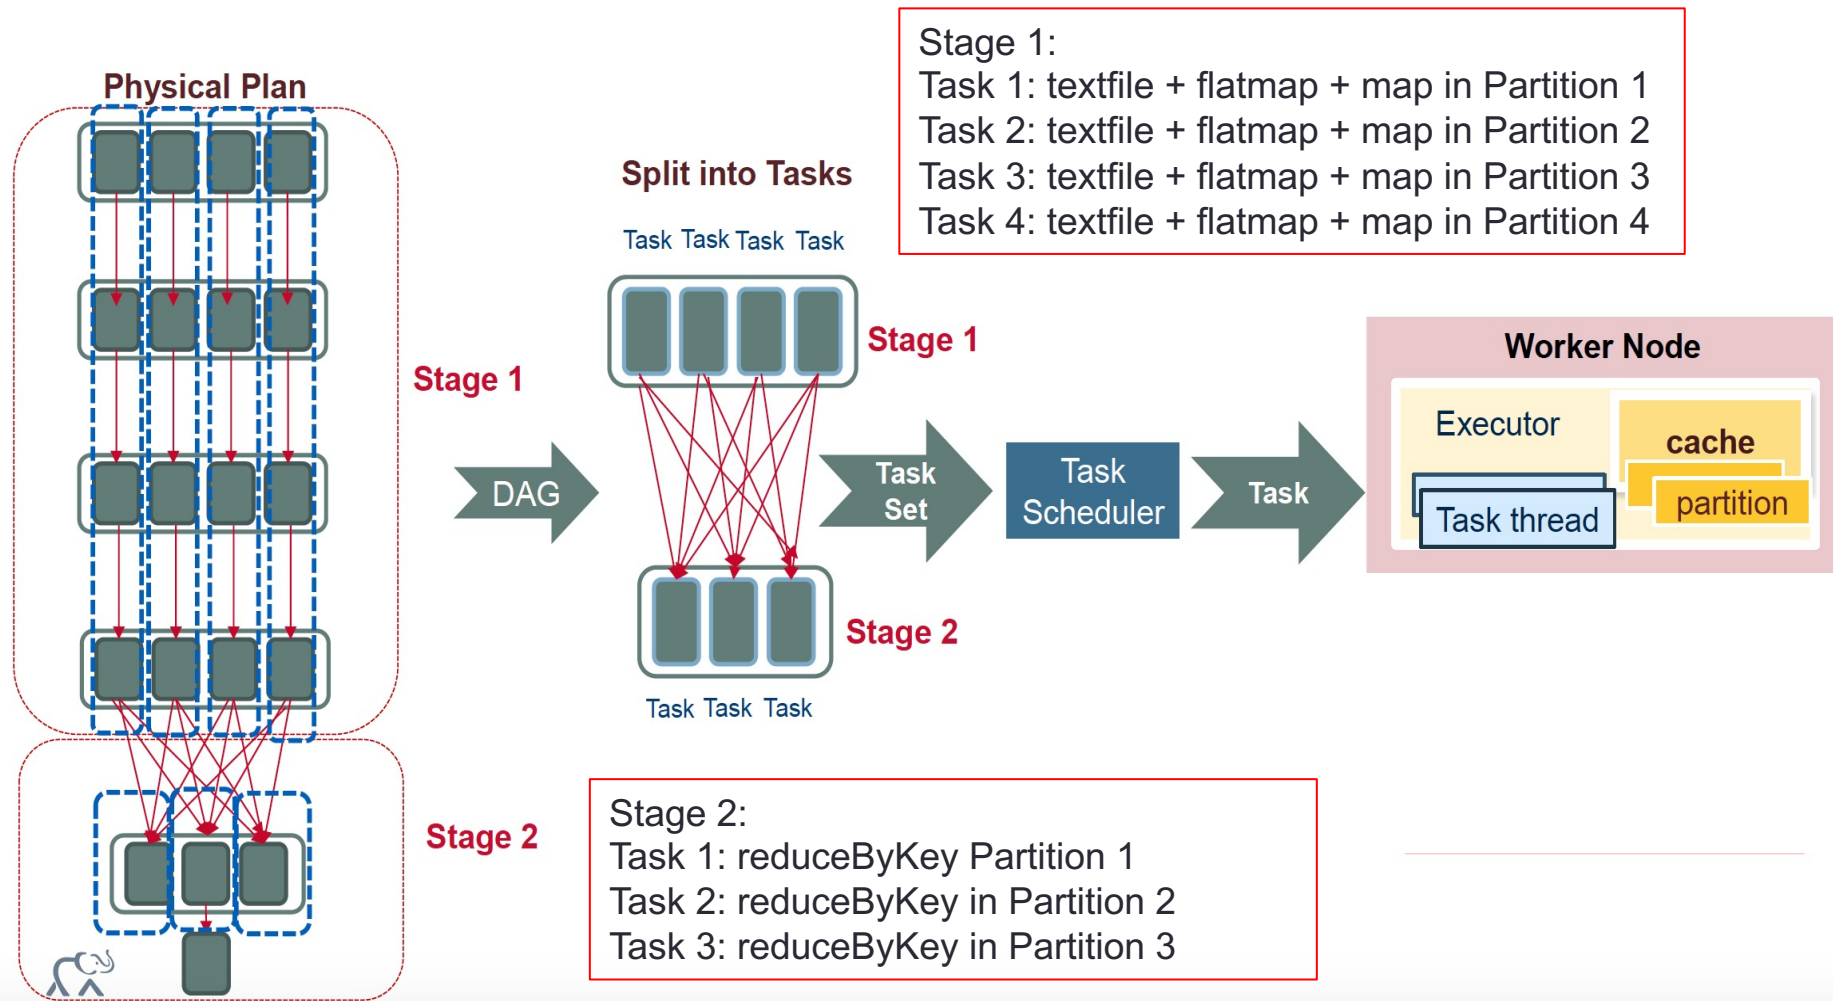 Physical Plan
Stage 1
Stage 2
DAG
Split into Tasks
Task Task Task Task
Stage 1
Stage 2
Task Task Task
Task
Set
Task
Scheduler
Task
Worker Node
Executor
cache
Task thread
partition
Stage 1:
Task 1: textfile + flatmap + map in Partition 1
Task 2: textfile + flatmap + map in Partition 2
Task 3: textfile + flatmap + map in Partition 3
Task 4: textfile + flatmap + map in Partition 4
Stage 2:
Task 1: reduceByKey Partition 1
Task 2: reduceByKey in Partition 2
Task 3: reduceByKey in Partition 3